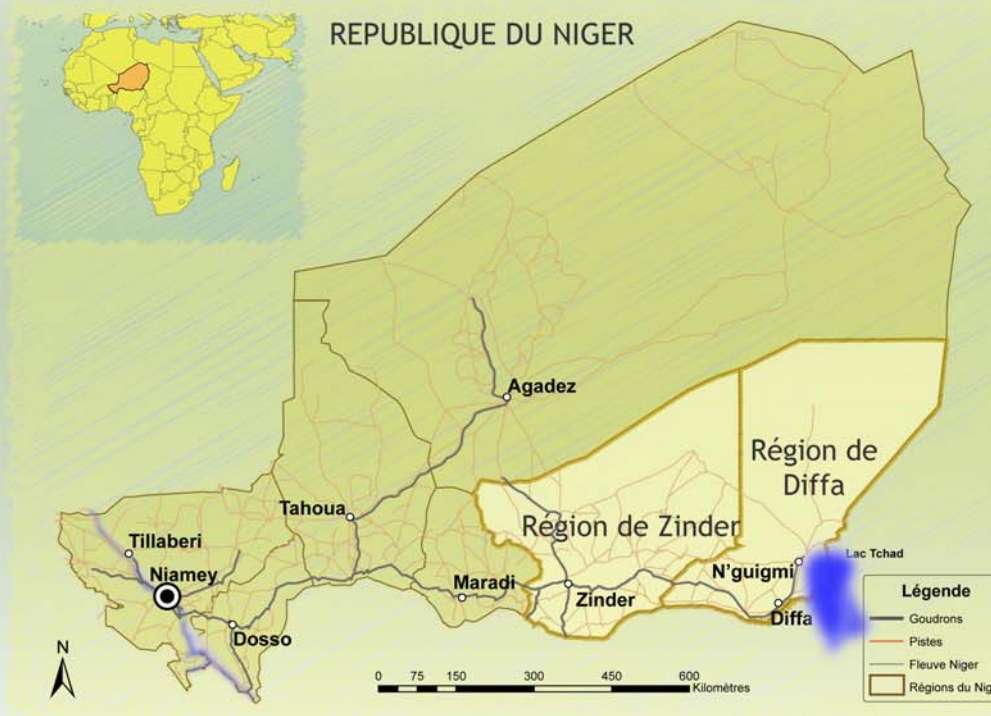 REPUBLIQUE DU NIGER
Agadez
Région de
Diffa
Tahoua
Région de Zinder
Tillaberi
Lac Tchad
Niamey
N'guigmi
Maradi
Zinder
Diffa
Dosso
Légende
Goudrons
Pistes
Fleuve Niger
Régions du Nig
N
0 75 150 300 450 600
Kilomètres